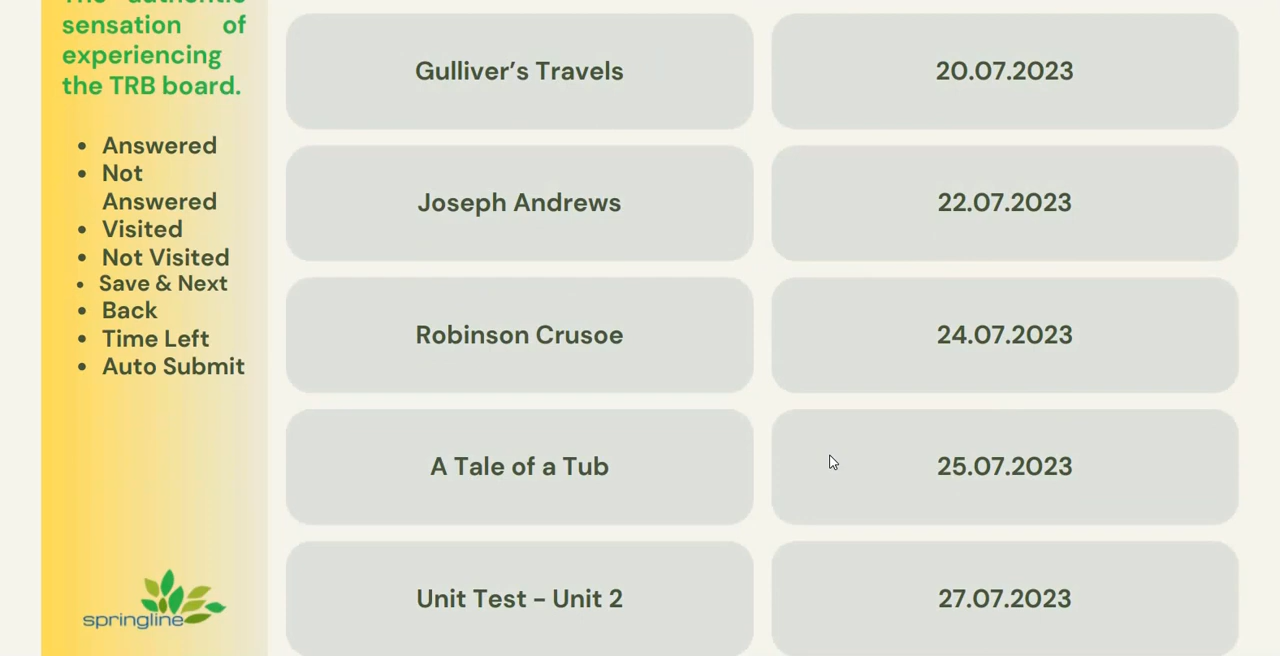 sensation of
experiencing
the TRB board.
• Answered
• Not
Answered
• Visited
• Not Visited
• Save & Next
• Back
• Time Left
• Auto Submit
springline
Gulliver’s Travels 20.07.2023
Joseph Andrews 22.07.2023
Robinson Crusoe 24.07.2023
A Tale of a Tub 25.07.2023
Unit Test - Unit 2 27.07.2023